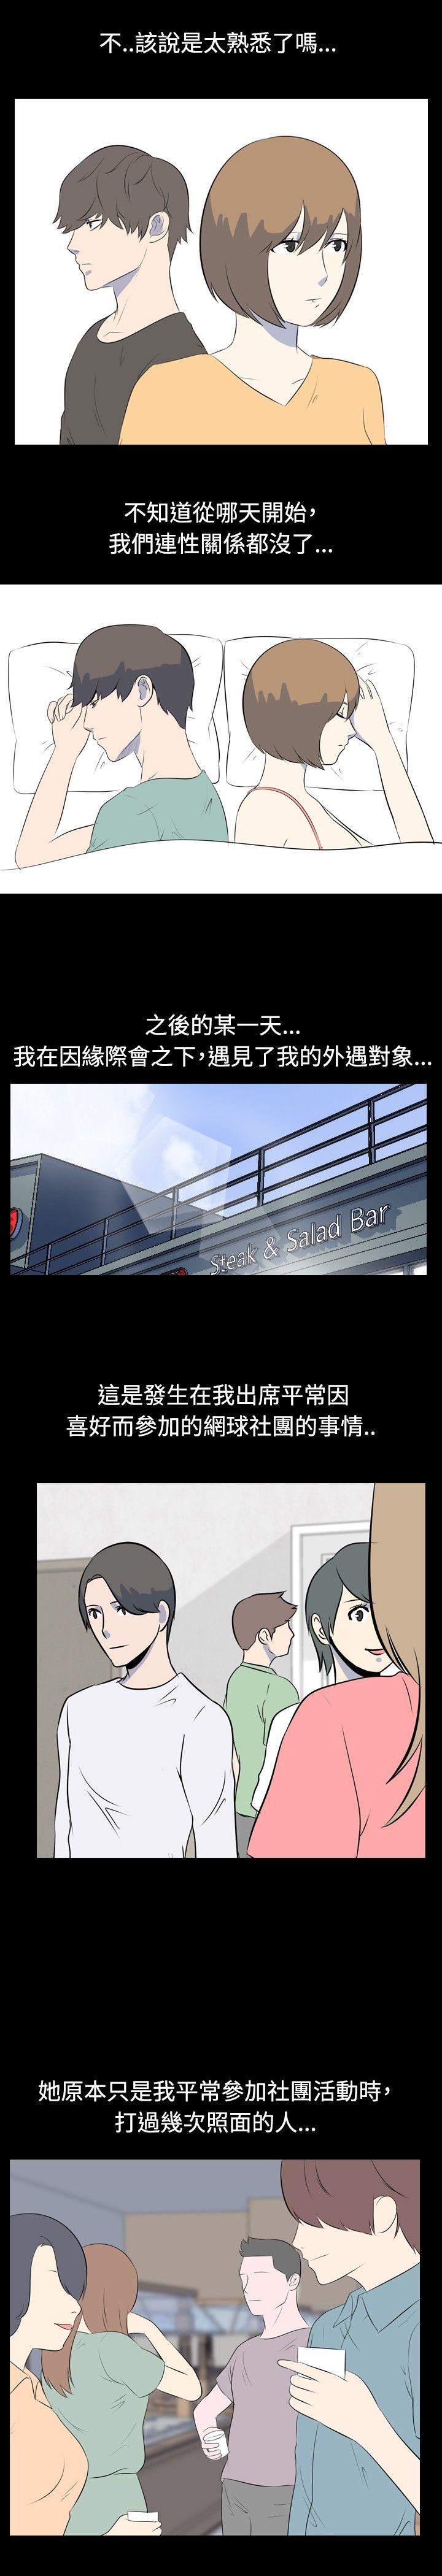 不..該說是太熟悉了嗎...
不知道從哪天開始，
我們連性關係都沒了...
之後的某一天...
我在因緣際會之下，遇見了我的外遇對象...
Steak & Salad Bar
這是發生在我出席平常因
喜好而參加的網球社團的事情..
她原本只是我平常參加社團活動時，
打過幾次照面的人...